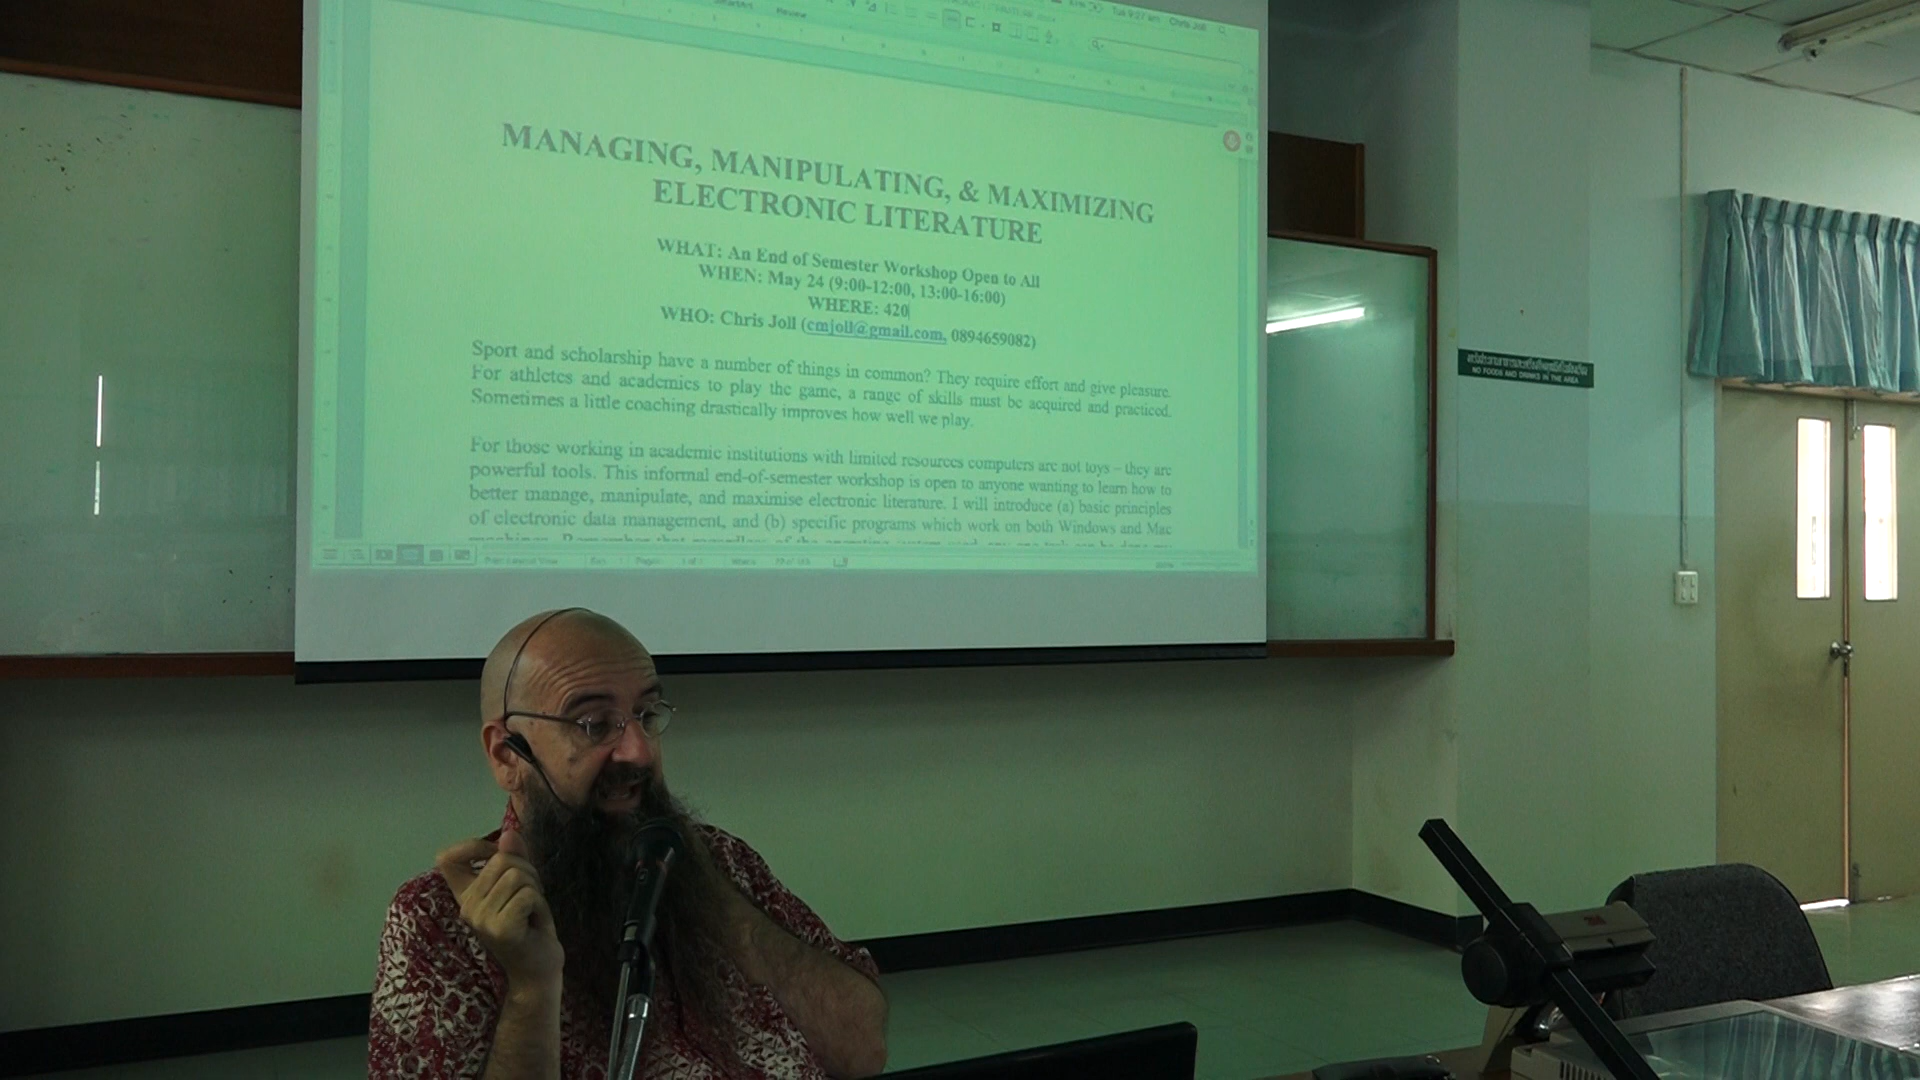 Review
Tue 9:27 am Chris Joll
MANAGING, MANIPULATING, & MAXIMIZING
ELECTRONIC LITERATURE
WHAT: An End of Semester Workshop Open to All
WHEN: May 24 (9:00-12:00, 13:00-16:00)
WHERE: 420
WHO: Chris Joll (cmjoll@gmail.com, 0894659082)
Sport and scholarship have a number of things in common? They require effort and give pleasure.
For athletes and academics to play the game, a range of skills must be acquired and practiced.
Sometimes a little coaching drastically improves how well we play.
For those working in academic institutions with limited resources computers are not toys – they are
powerful tools. This informal end-of-semester workshop is open to anyone wanting to learn how to
better manage, manipulate, and maximise electronic literature. I will introduce (a) basic principles
of electronic data management, and (b) specific programs which work on both Windows and Mac
NO FOODS AND DRINKS IN THE AREA